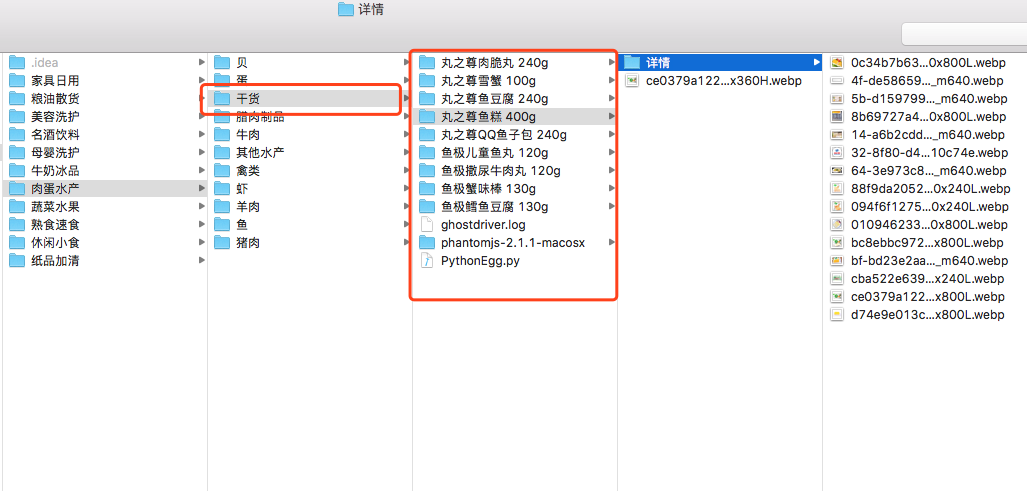 详情
.idea
家具日用
粮油散货
美容洗护
名酒饮料
母婴洗护
牛奶冰品
肉蛋水产
蔬菜水果
熟食速食
休闲小食
纸品加清
贝
蛋
干货
腊肉制品
牛肉
其他水产
禽类
虾
羊肉
鱼
猪肉
丸之尊肉脆丸 240g
丸之尊雪蟹 100g
丸之尊鱼豆腐 240g
丸之尊鱼糕 400g
丸之尊QQ鱼子包 240g
鱼极儿童鱼丸 120g
鱼极撒尿牛肉丸 120g
鱼极蟹味棒 130g
鱼极鳕鱼豆腐 130g
ghostdriver.log
phantomjs-2.1.1-macosx
PythonEgg.py
详情
ce0379a122...x360H.webp
0c34b7b63...0x800L.webp
4f-de58659..._m640.webp
5b-d159799..._m640.webp
8b69727a4...0x800L.webp
14-a6b2cdd..._m640.webp
32-8f80-d4...10c74e.webp
64-3e973c8..._m640.webp
88f9da2052...0x240L.webp
094f6f1275...0x240L.webp
010946233...0x800L.webp
bc8ebbc972...x800L.webp
bf-bd23e2aa..._m640.webp
cba522e639...x240L.webp
ce0379a122...x800L.webp
d74e9e013c...x800L.webp